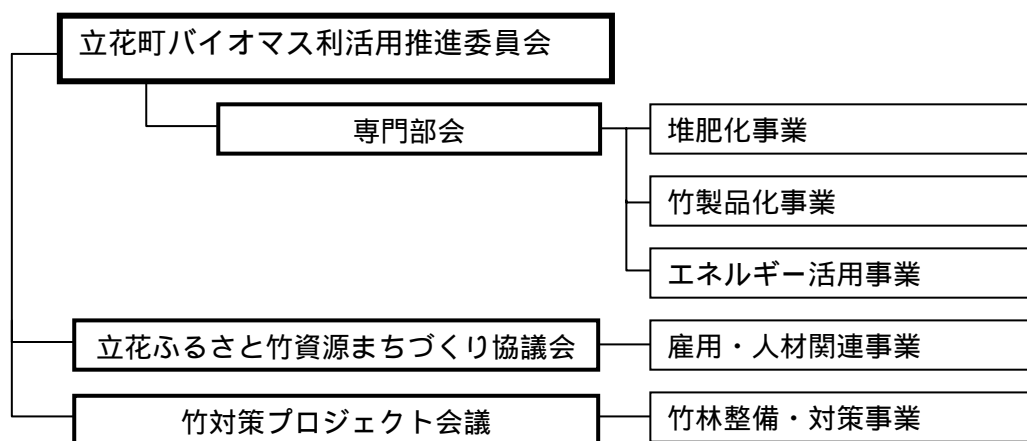 立花町バイオマス利活用推進委員会
専門部会
堆肥化事業
竹製品化事業
エネルギー活用事業
立花ふるさと竹資源まちづくり協議会
雇用・人材関連事業
竹対策プロジェクト会議
竹林整備・対策事業